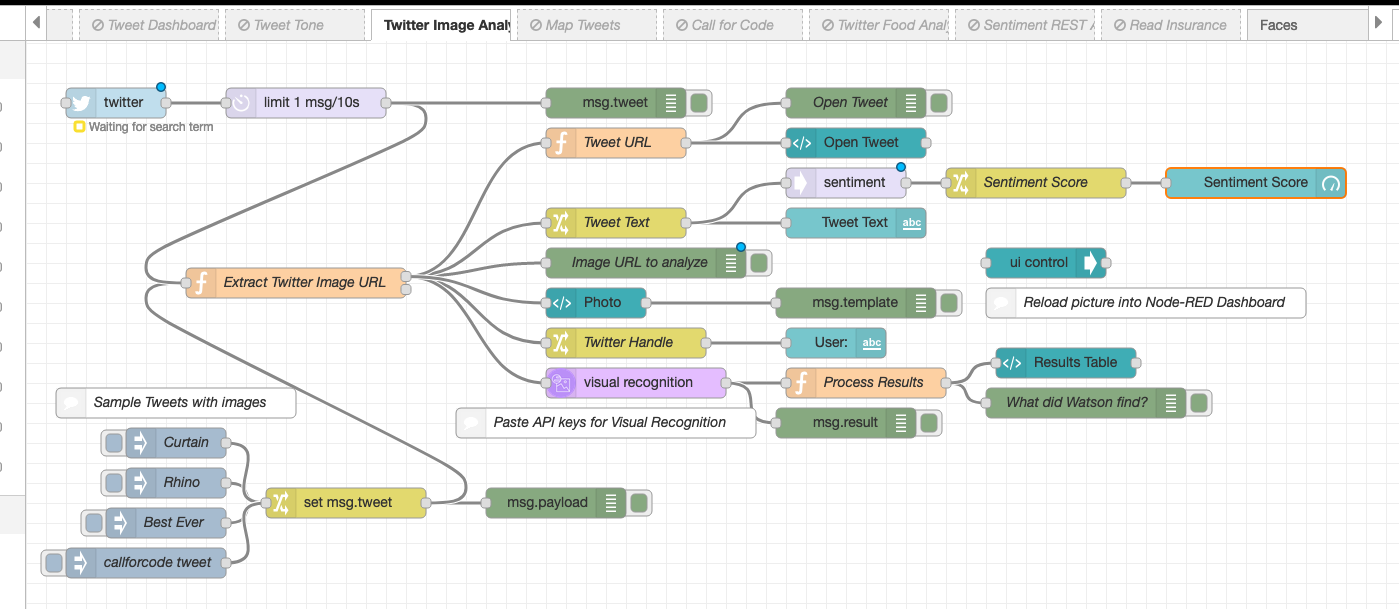 Tweet Dashboard
Tweet Tone
Twitter Image Analy
Map Tweets
Call for Code
Twitter Food Anal
Sentiment REST A
Read Insurance
Faces
twitter
limit 1 msg/10s
msg.tweet
Open Tweet
Waiting for search term
Tweet URL
Open Tweet
sentiment
Sentiment Score
Sentiment Score
Tweet Text
Tweet Text
abc
Image URL to analyze
ui control
Extract Twitter Image URL
Photo
msg.template
Reload picture into Node-RED Dashboard
Twitter Handle
User:
abc
Results Table
visual recognition
Process Results
Sample Tweets with images
What did Watson find?
Paste API keys for Visual Recognition
msg.result
Curtain
Rhino
set msg.tweet
msg.payload
Best Ever
callforcode tweet